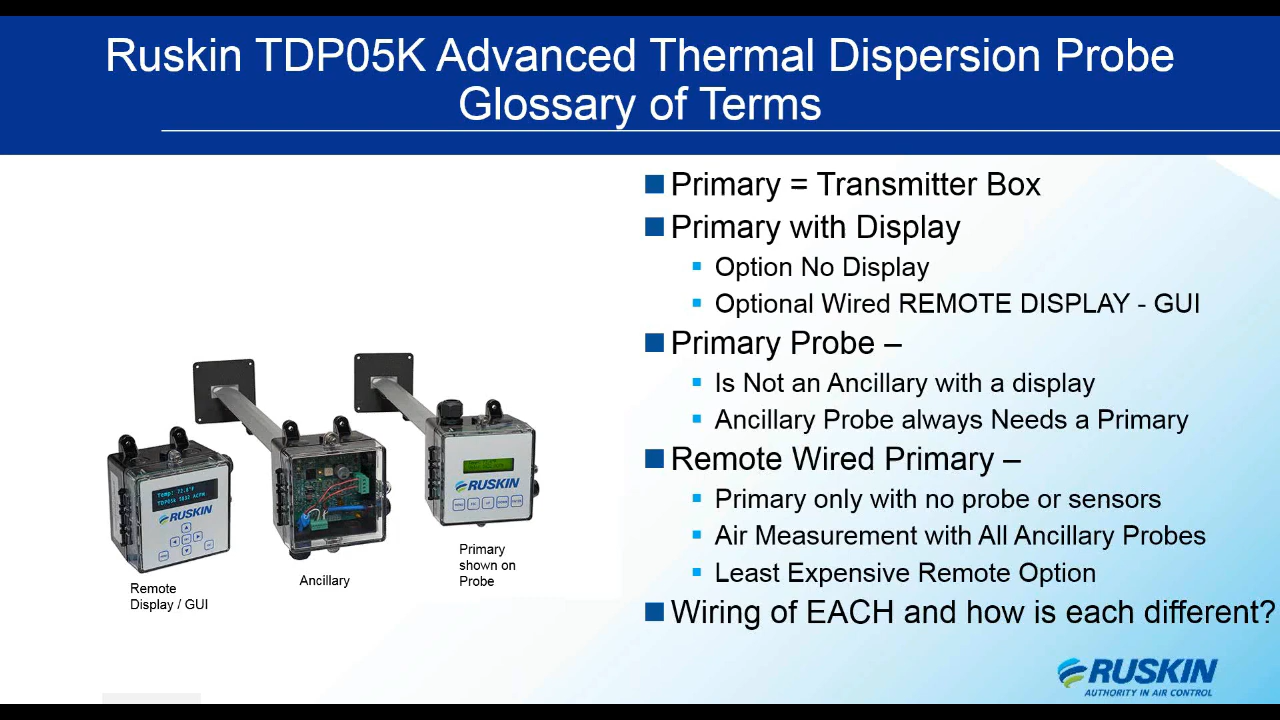 Ruskin TDP05K Advanced Thermal Dispersion Probe
Glossary of Terms
Primary = Transmitter Box
Primary with Display
Option No Display
Optional Wired REMOTE DISPLAY - GUI
Primary Probe –
Is Not an Ancillary with a display
Ancillary Probe always Needs a Primary
Remote Wired Primary –
Primary only with no probe or sensors
Air Measurement with All Ancillary Probes
Least Expensive Remote Option
Wiring of EACH and how is each different?
RUSKIN
RUSKIN
Primary
shown on
Probe
Ancillary
Remote
Display / GUI
RUSKIN
AUTHORITY IN AIR CONTROL